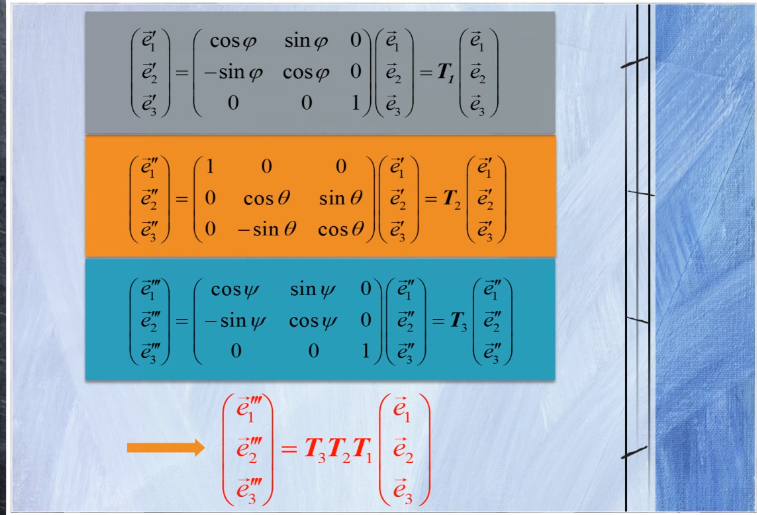 $\begin{pmatrix} \vec{e}_1' \\ \vec{e}_2' \\ \vec{e}_3' \end{pmatrix} = \begin{pmatrix} \cos\varphi & \sin\varphi & 0 \\ -\sin\varphi & \cos\varphi & 0 \\ 0 & 0 & 1 \end{pmatrix} \begin{pmatrix} \vec{e}_1 \\ \vec{e}_2 \\ \vec{e}_3 \end{pmatrix} = \boldsymbol{T}_1 \begin{pmatrix} \vec{e}_1 \\ \vec{e}_2 \\ \vec{e}_3 \end{pmatrix}$
$\begin{pmatrix} \vec{e}_1'' \\ \vec{e}_2'' \\ \vec{e}_3'' \end{pmatrix} = \begin{pmatrix} 1 & 0 & 0 \\ 0 & \cos\theta & \sin\theta \\ 0 & -\sin\theta & \cos\theta \end{pmatrix} \begin{pmatrix} \vec{e}_1' \\ \vec{e}_2' \\ \vec{e}_3' \end{pmatrix} = \boldsymbol{T}_2 \begin{pmatrix} \vec{e}_1' \\ \vec{e}_2' \\ \vec{e}_3' \end{pmatrix}$
$\begin{pmatrix} \vec{e}_1''' \\ \vec{e}_2''' \\ \vec{e}_3''' \end{pmatrix} = \begin{pmatrix} \cos\psi & \sin\psi & 0 \\ -\sin\psi & \cos\psi & 0 \\ 0 & 0 & 1 \end{pmatrix} \begin{pmatrix} \vec{e}_1'' \\ \vec{e}_2'' \\ \vec{e}_3'' \end{pmatrix} = \boldsymbol{T}_3 \begin{pmatrix} \vec{e}_1'' \\ \vec{e}_2'' \\ \vec{e}_3'' \end{pmatrix}$
$\begin{pmatrix} \vec{e}_1''' \\ \vec{e}_2''' \\ \vec{e}_3''' \end{pmatrix} = \boldsymbol{T}_3 \boldsymbol{T}_2 \boldsymbol{T}_1 \begin{pmatrix} \vec{e}_1 \\ \vec{e}_2 \\ \vec{e}_3 \end{pmatrix}$